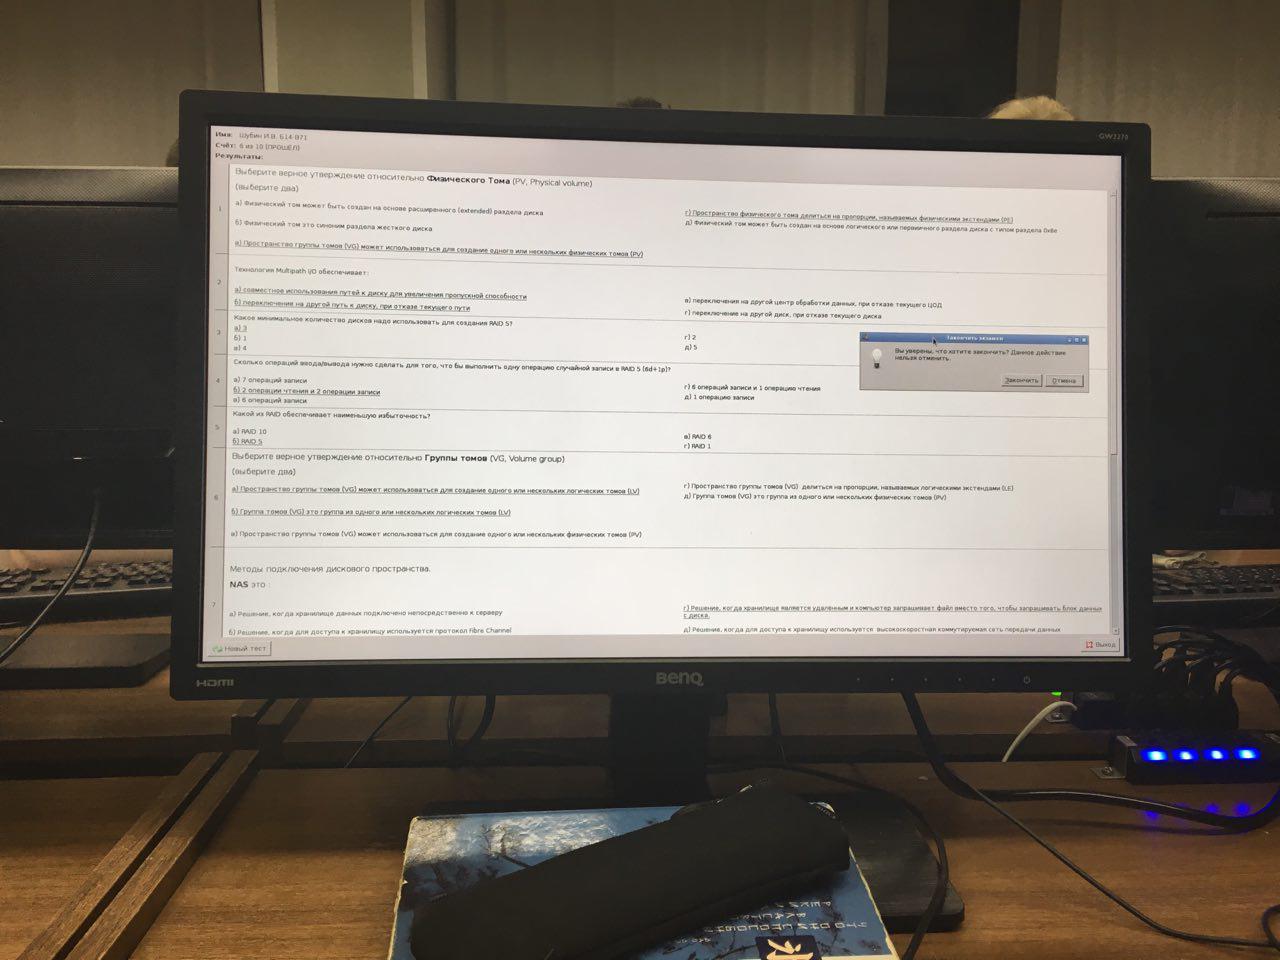 GW2270
Имя: Шубин И.В. Б14-В71
Счёт: 6 из 10 (ПРОШЁЛ)
Результаты:
Выберите верное утверждение относительно Физического Тома (PV, Physical volume)
(выберите два)
1
а) Физический том может быть создан на основе расширенного (extended) раздела диска
г) Пространство физического тома делиться на пропорции, называемых физическими экстендами (PE)
б) Физический том это синоним раздела жесткого диска
д) Физический том может быть создан на основе логического или первичного раздела диска с типом раздела 0x8e
в) Пространство группы томов (VG) может использоваться для создание одного или нескольких физических томов (PV)
Технология Multipath I/O обеспечивает:
2
а) совместное использования путей к диску для увеличения пропускной способности
в) переключения на другой центр обработки данных, при отказе текущего ЦОД
б) переключение на другой путь к диску, при отказе текущего пути
г) переключение на другой диск, при отказе текущего диска
Какое минимальное количество дисков надо использовать для создания RAID 5?
3
а) 3
г) 2
б) 1
д) 5
в) 4
Закончить экзамен
Вы уверены, что хотите закончить? Данное действие
нельзя отменить.
Закончить
Отмена
Сколько операций ввода/вывода нужно сделать для того, что бы выполнить одну операцию случайной записи в RAID 5 (6d+1p)?
4
а) 7 операций записи
г) 6 операций записи и 1 операцию чтения
б) 2 операции чтения и 2 операции записи
д) 1 операцию записи
в) 6 операций записи
Какой из RAID обеспечивает наименьшую избыточность?
5
а) RAID 10
в) RAID 6
б) RAID 5
г) RAID 1
Выберите верное утверждение относительно Группы томов (VG, Volume group)
(выберите два)
6
а) Пространство группы томов (VG) может использоваться для создание одного или нескольких логических томов (LV)
г) Пространство группы томов (VG) делиться на пропорции, называемых логическими экстендами (LE)
д) Группа томов (VG) это группа из одного или нескольких физических томов (PV)
б) Группа томов (VG) это группа из одного или нескольких логических томов (LV)
в) Пространство группы томов (VG) может использоваться для создание одного или нескольких физических томов (PV)
Методы подключения дискового пространства.
NAS это :
7
а) Решение, когда хранилище данных подключено непосредственно к серверу
г) Решение, когда хранилище является удаленным и компьютер запрашивает файл вместо того, чтобы запрашивать блок данных
с диска.
б) Решение, когда для доступа к хранилищу используется протокол Fibre Channel
д) Решение, когда для доступа к хранилищу используется высокоскоростная коммутируемая сеть передачи данных
Новый тест
Выход
HDMI
BenQ